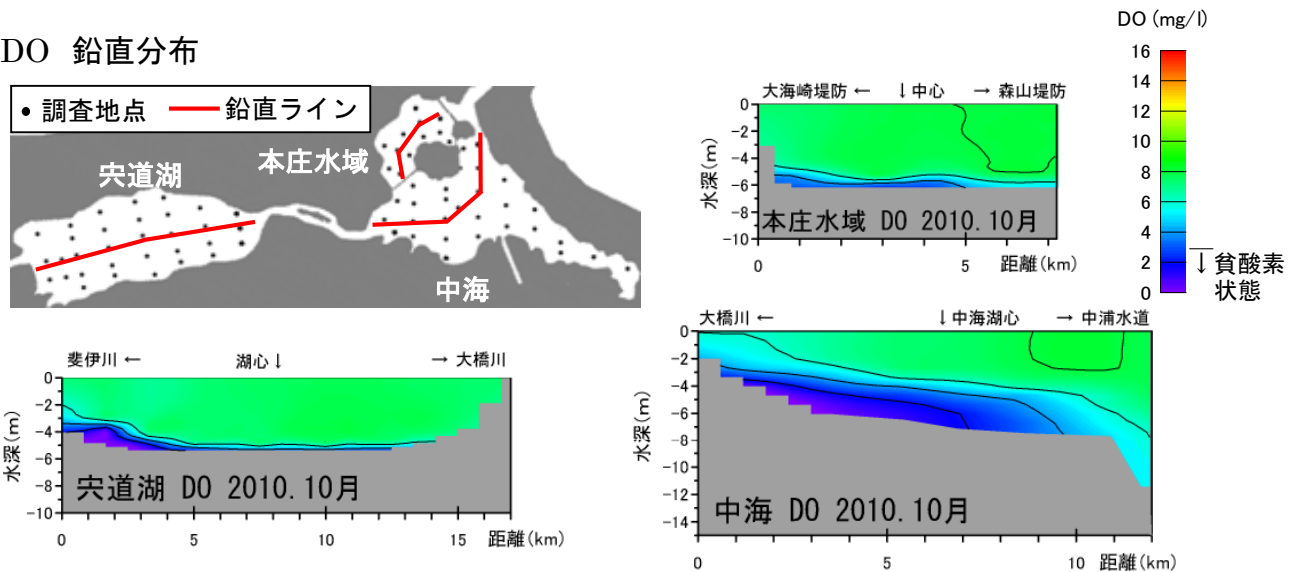 DO 鉛直分布
• 調査地点 鉛直ライン
宍道湖
本庄水域
中海
DO (mg/l)
16
14
12
10
8
6
4
2
0
↓貧酸素
状態
大海崎堤防 ← ↓中心 → 森山堤防
水深(m)
0
-2
-4
-6
-8
-10
本庄水域 DO 2010.10月
0 5 距離(km)
斐伊川 ← 湖心↓ → 大橋川
水深(m)
0
-2
-4
-6
-8
-10
宍道湖 DO 2010.10月
0 5 10 15 距離(km)
大橋川 ← ↓中海湖心 → 中浦水道
水深(m)
0
-2
-4
-6
-8
-10
-12
-14
中海 DO 2010.10月
0 5 10 距離(km)